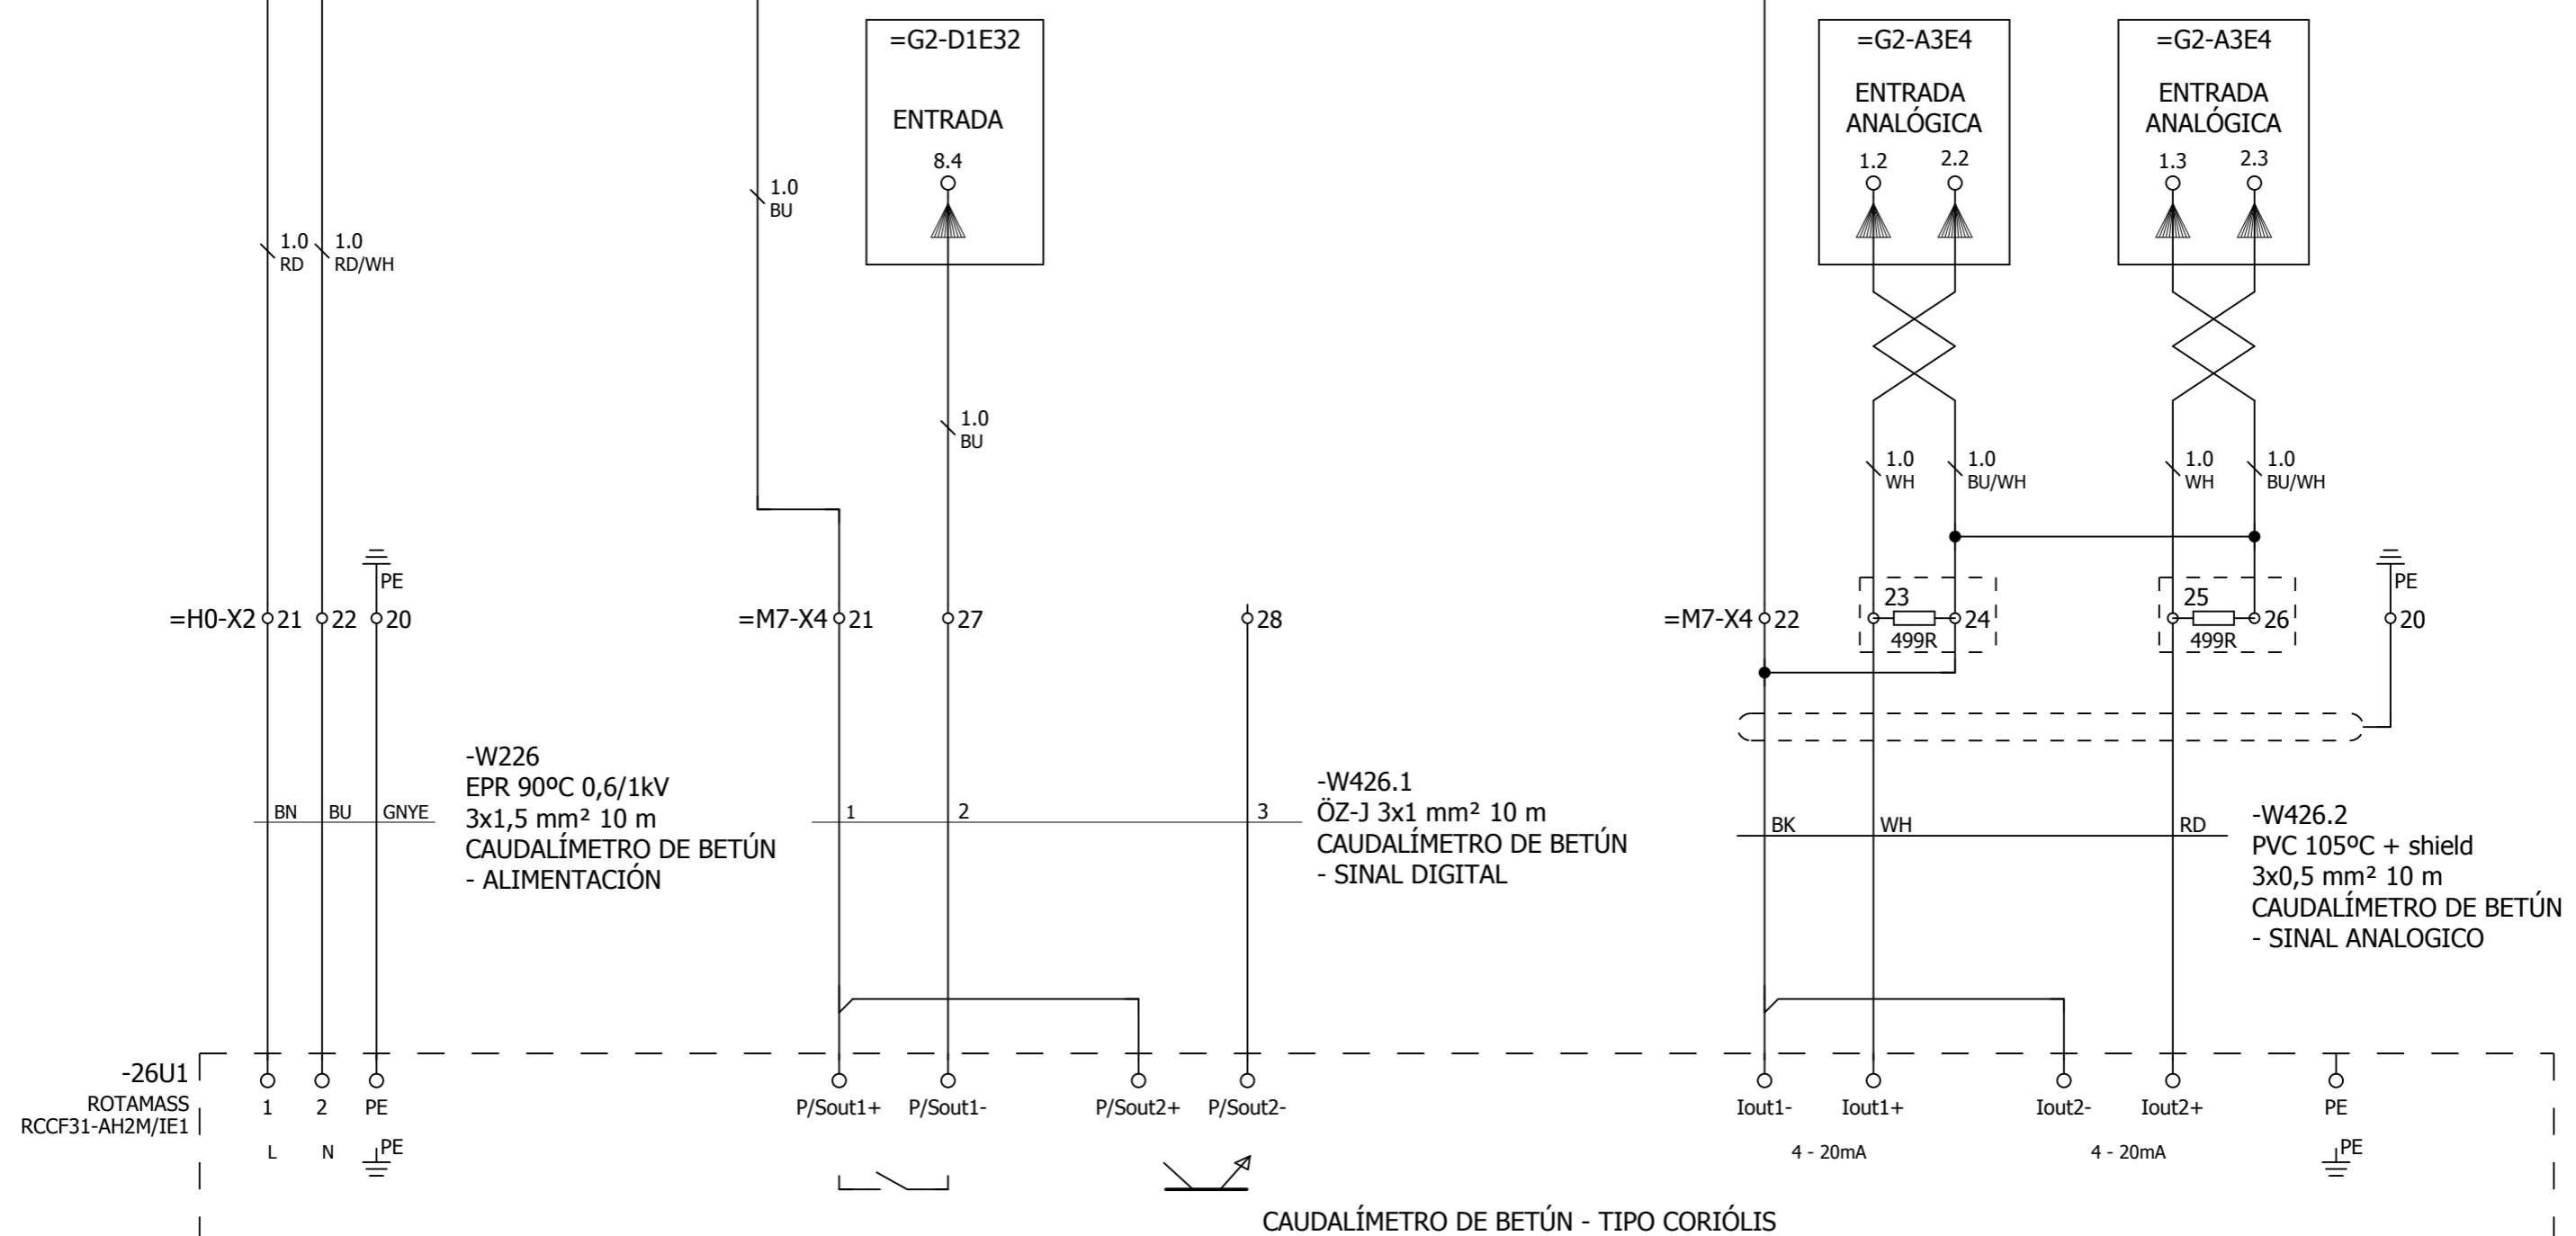 =G2-D1E32
ENTRADA
8.4
=G2-A3E4
ENTRADA
ANALÓGICA
1.2 2.2
=G2-A3E4
ENTRADA
ANALÓGICA
1.3 2.3
1.0
RD
1.0
RD/WH
1.0
BU
1.0
BU
1.0
WH
1.0
BU/WH
1.0
WH
1.0
BU/WH
PE
=H0-X2 21 22 20
=M7-X4 21 27 28
=M7-X4 22
23
24
499R
25
26
499R
PE
20
BN BU GNYE
-W226
EPR 90ºC 0,6/1kV
3x1,5 mm² 10 m
CAUDALÍMETRO DE BETÚN
- ALIMENTACIÓN
1 2 3
-W426.1
ÖZ-J 3x1 mm² 10 m
CAUDALÍMETRO DE BETÚN
- SINAL DIGITAL
BK WH RD
-W426.2
PVC 105ºC + shield
3x0,5 mm² 10 m
CAUDALÍMETRO DE BETÚN
- SINAL ANALOGICO
-26U1
ROTAMASS
RCCF31-AH2M/IE1
1 2 PE
L N PE
P/Sout1+ P/Sout1- P/Sout2+ P/Sout2-
Iout1- Iout1+ Iout2- Iout2+ PE
4 - 20mA 4 - 20mA PE
CAUDALÍMETRO DE BETÚN - TIPO CORIÓLIS